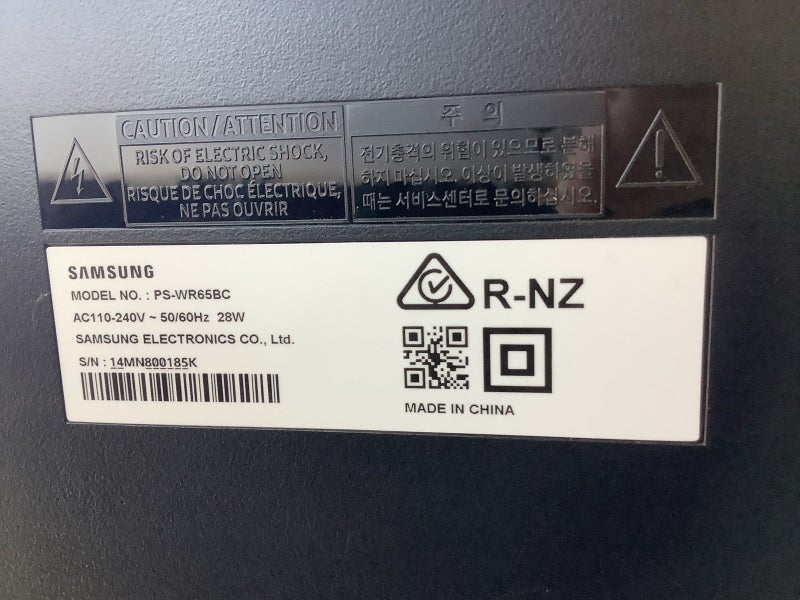 CAUTION / ATTENTION
RISK OF ELECTRIC SHOCK,
DO NOT OPEN
RISQUE DE CHOC ÉLECTRIQUE,
NE PAS OUVRIR
주 의
전기충격의 위험이 있으므로 분해
하지 마십시오. 이상이 발생하였을
때는 서비스센터로 문의하십시오.
SAMSUNG
MODEL NO. : PS-WR65BC
AC110-240V ~ 50/60Hz 28W
SAMSUNG ELECTRONICS CO., Ltd.
S/N : 14MN800185K
R-NZ
MADE IN CHINA